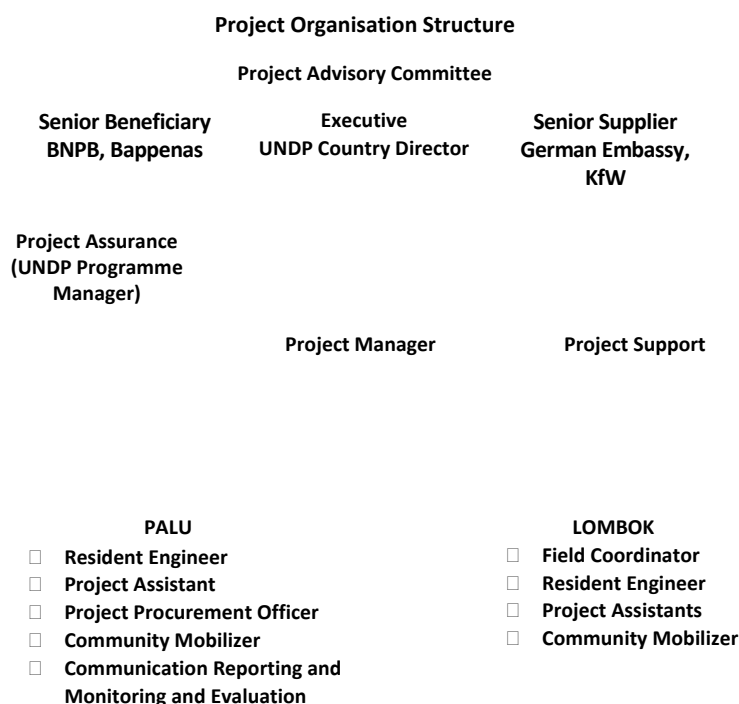 Project Organisation Structure
Project Advisory Committee
Senior Beneficiary
BNPB, Bappenas
Executive
UNDP Country Director
Senior Supplier
German Embassy,
KfW
Project Assurance
(UNDP Programme
Manager)
Project Manager
Project Support
PALU
Resident Engineer
Project Assistant
Project Procurement Officer
Community Mobilizer
Communication Reporting and
Monitoring and Evaluation
LOMBOK
Field Coordinator
Resident Engineer
Project Assistants
Community Mobilizer